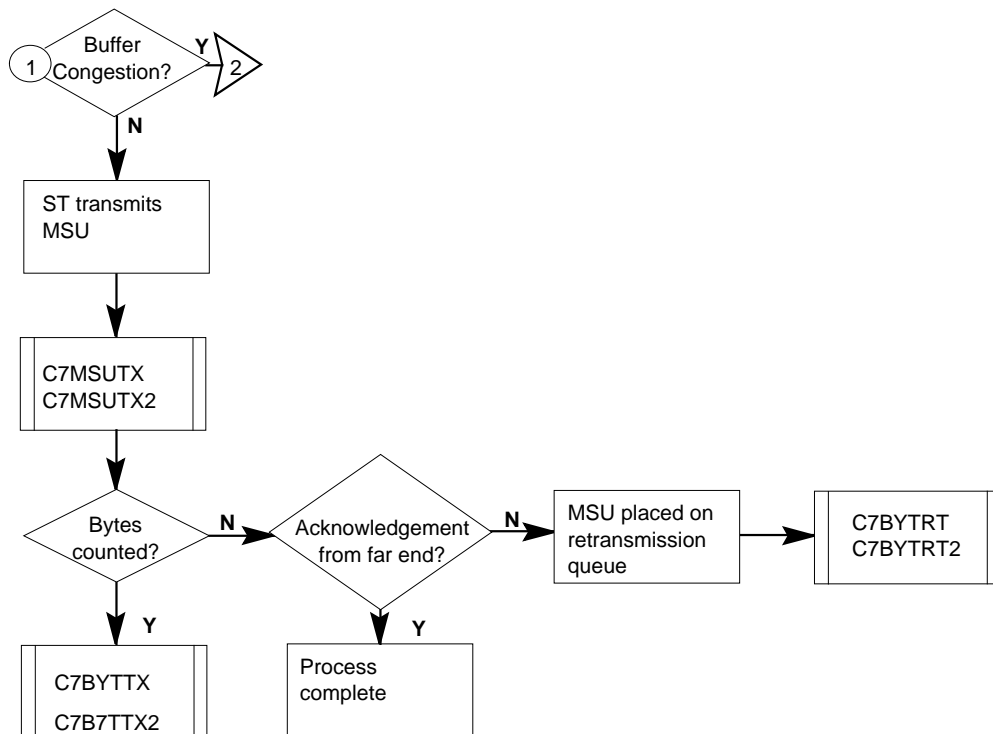 1
Buffer
Congestion?
Y
2
N
ST transmits
MSU
C7MSUTX
C7MSUTX2
Bytes
counted?
N
Acknowledgement
from far end?
N
MSU placed on
retransmission
queue
C7BYTRT
C7BYTRT2
Y
Y
C7BYTTX
C7B7TTX2
Process
complete